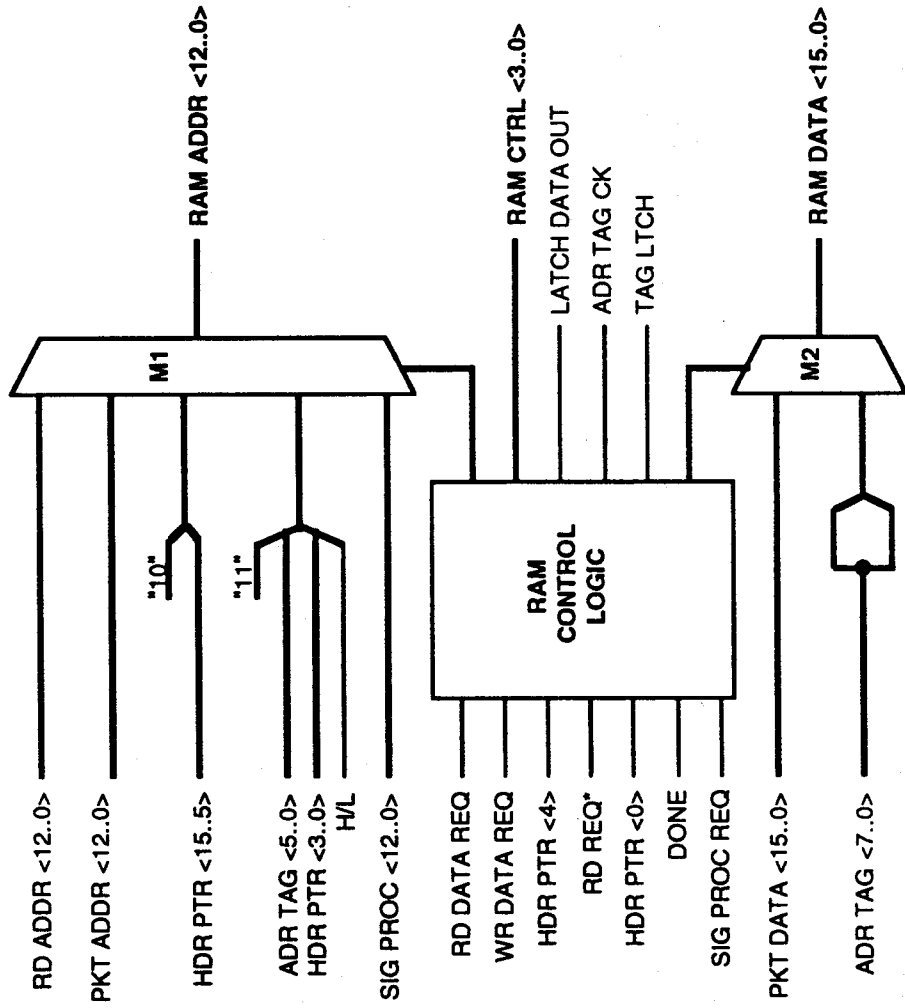 RD ADDR <12..0>
PKT ADDR <12..0>
HDR PTR <15..5>
"10"
ADR TAG <5..0>
HDR PTR <3..0>
H/L
"11"
SIG PROC <12..0>
M1
RAM ADDR <12..0>
RD DATA REQ
WR DATA REQ
HDR PTR <4>
RD REQ*
HDR PTR <0>
DONE
SIG PROC REQ
RAM
CONTROL
LOGIC
RAM CTRL <3..0>
LATCH DATA OUT
ADR TAG CK
TAG LTCH
PKT DATA <15..0>
ADR TAG <7..0>
M2
RAM DATA <15..0>